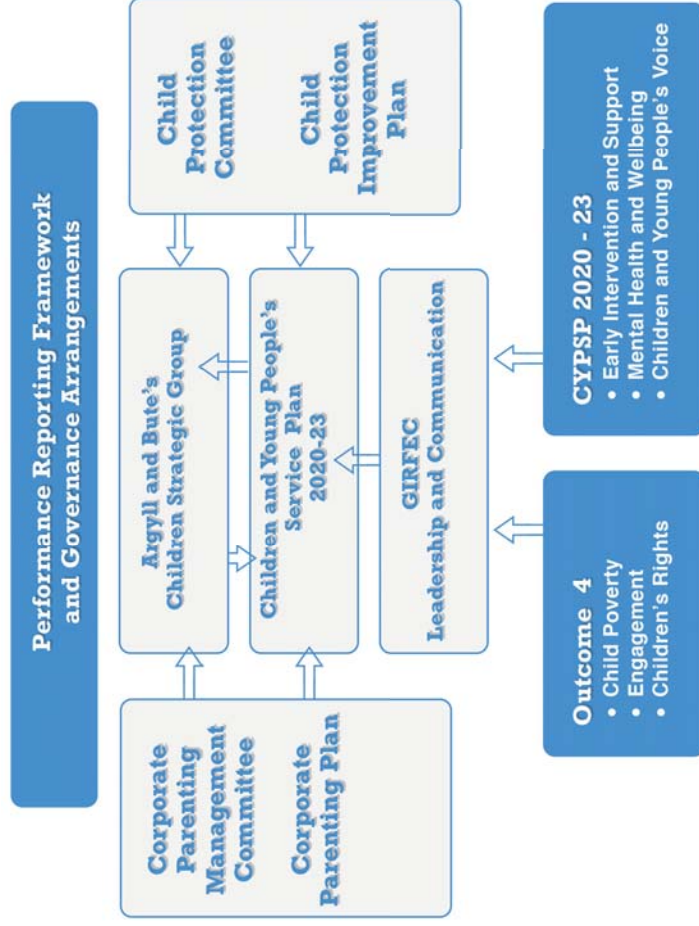 Performance Reporting Framework
and Governance Arrangements
Corporate
Parenting
Management
Committee
Corporate
Parenting Plan
Argyll and Bute's
Children Strategic Group
Children and Young People's
Service Plan
2020-23
GIRFEC
Leadership and Communication
Child
Protection
Committee
Child
Protection
Improvement
Plan
Outcome 4
• Child Poverty
• Engagement
• Children's Rights
CYPSP 2020 - 23
• Early Intervention and Support
• Mental Health and Wellbeing
• Children and Young People's Voice